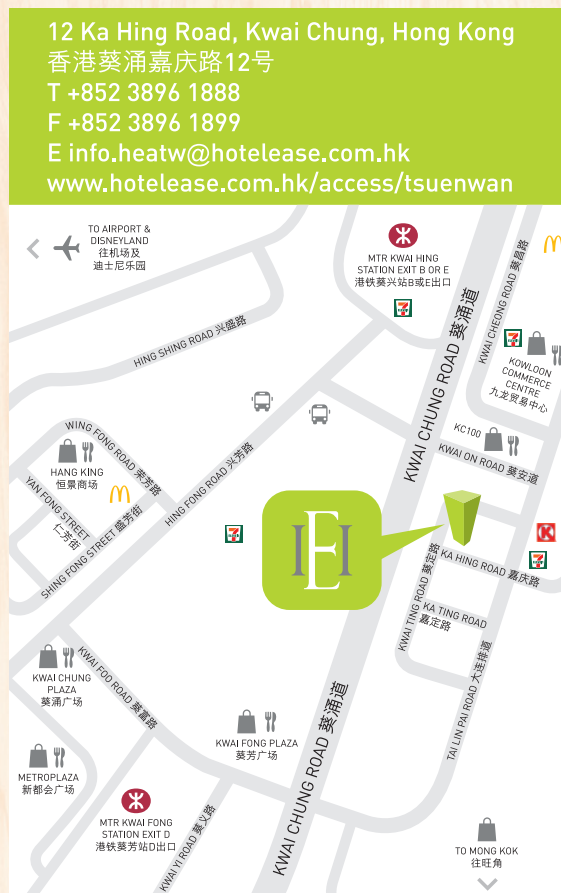 12 Ka Hing Road, Kwai Chung, Hong Kong
香港葵涌嘉庆路12号
T +852 3896 1888
F +852 3896 1899
E info.heatw@hotelease.com.hk
www.hotelease.com.hk/access/tsuenwan
TO AIRPORT &
DISNEYLAND
往机场及
迪士尼乐园
MTR KWAI HING
STATION EXIT B OR E
港铁葵兴站B或E出口
KWAI CHEONG ROAD 葵昌路
HING SHING ROAD 兴盛路
KWAI CHUNG ROAD 葵涌道
KOWLOON
COMMERCE
CENTRE
九龙贸易中心
KC100
KWAI ON ROAD 葵安道
WING FONG ROAD 荣芳路
HANG KING
恒景商场
YAN FONG STREET
仁芳街
HING FONG ROAD 兴芳路
SHING FONG STREET 盛芳街
IEI
KA HING ROAD 嘉庆路
KWAI TING ROAD 葵定路
KA TING ROAD
嘉定路
TAI LIN PAI ROAD 大连排道
KWAI CHUNG
PLAZA
葵涌广场
KWAI FOO ROAD 葵富路
KWAI FONG PLAZA
葵芳广场
KWAI CHUNG ROAD 葵涌道
METROPLAZA
新都会广场
MTR KWAI FONG
STATION EXIT D
港铁葵芳站D出口
KWAI YI ROAD 葵义路
TO MONG KOK
往旺角